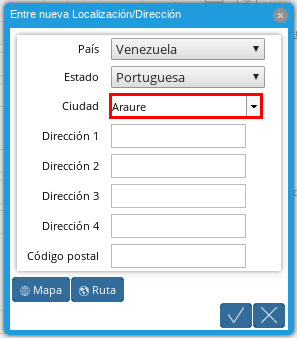 Entre nueva Localización/Dirección
País Venezuela
Estado Portuguesa
Ciudad Araure
Dirección 1
Dirección 2
Dirección 3
Dirección 4
Código postal
Mapa Ruta